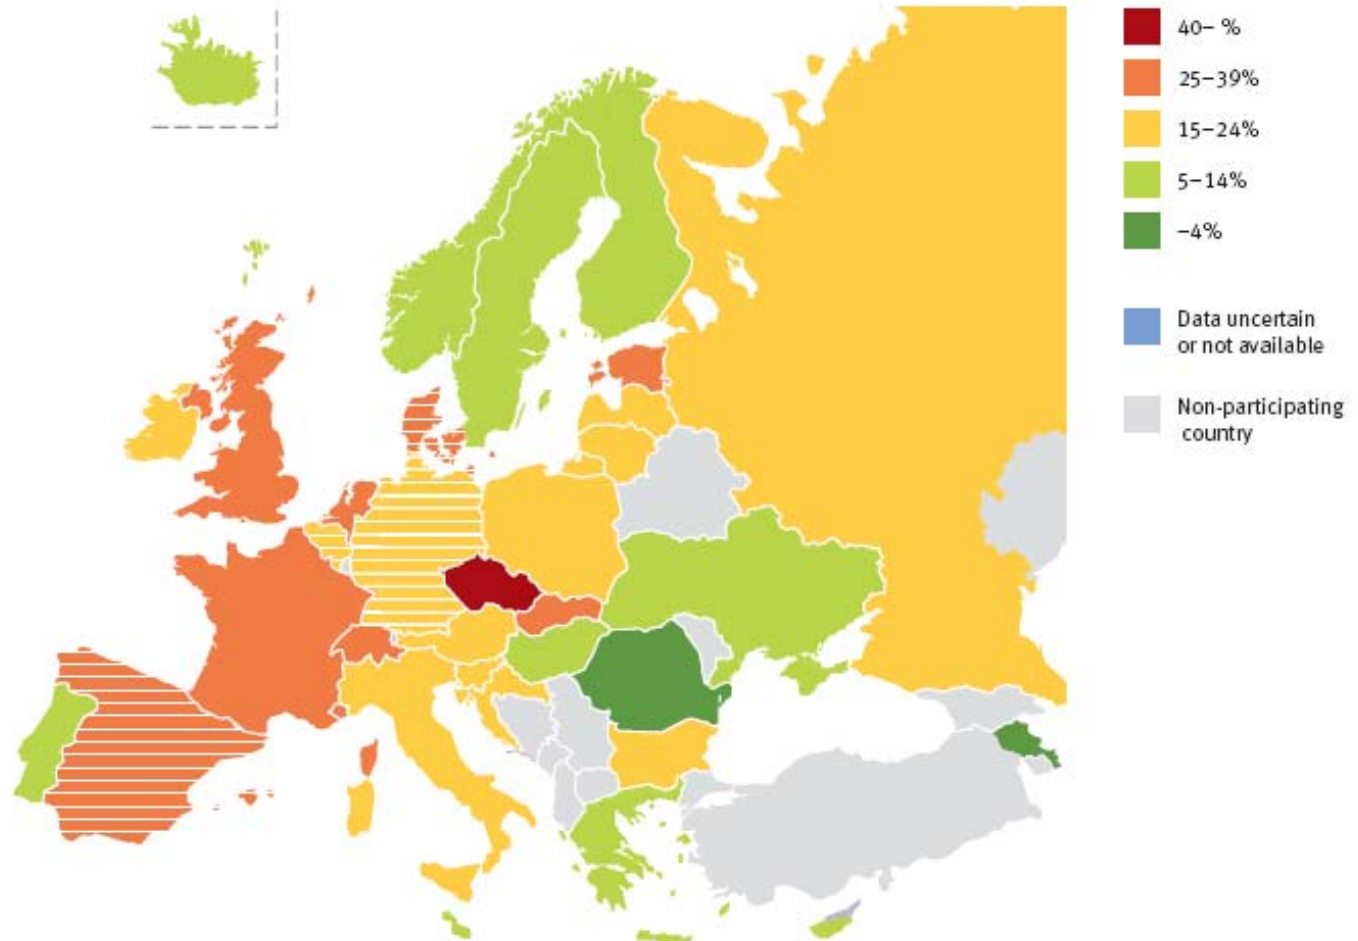 40– %
25–39%
15–24%
5–14%
–4%
Data uncertain
or not available
Non-participating
country